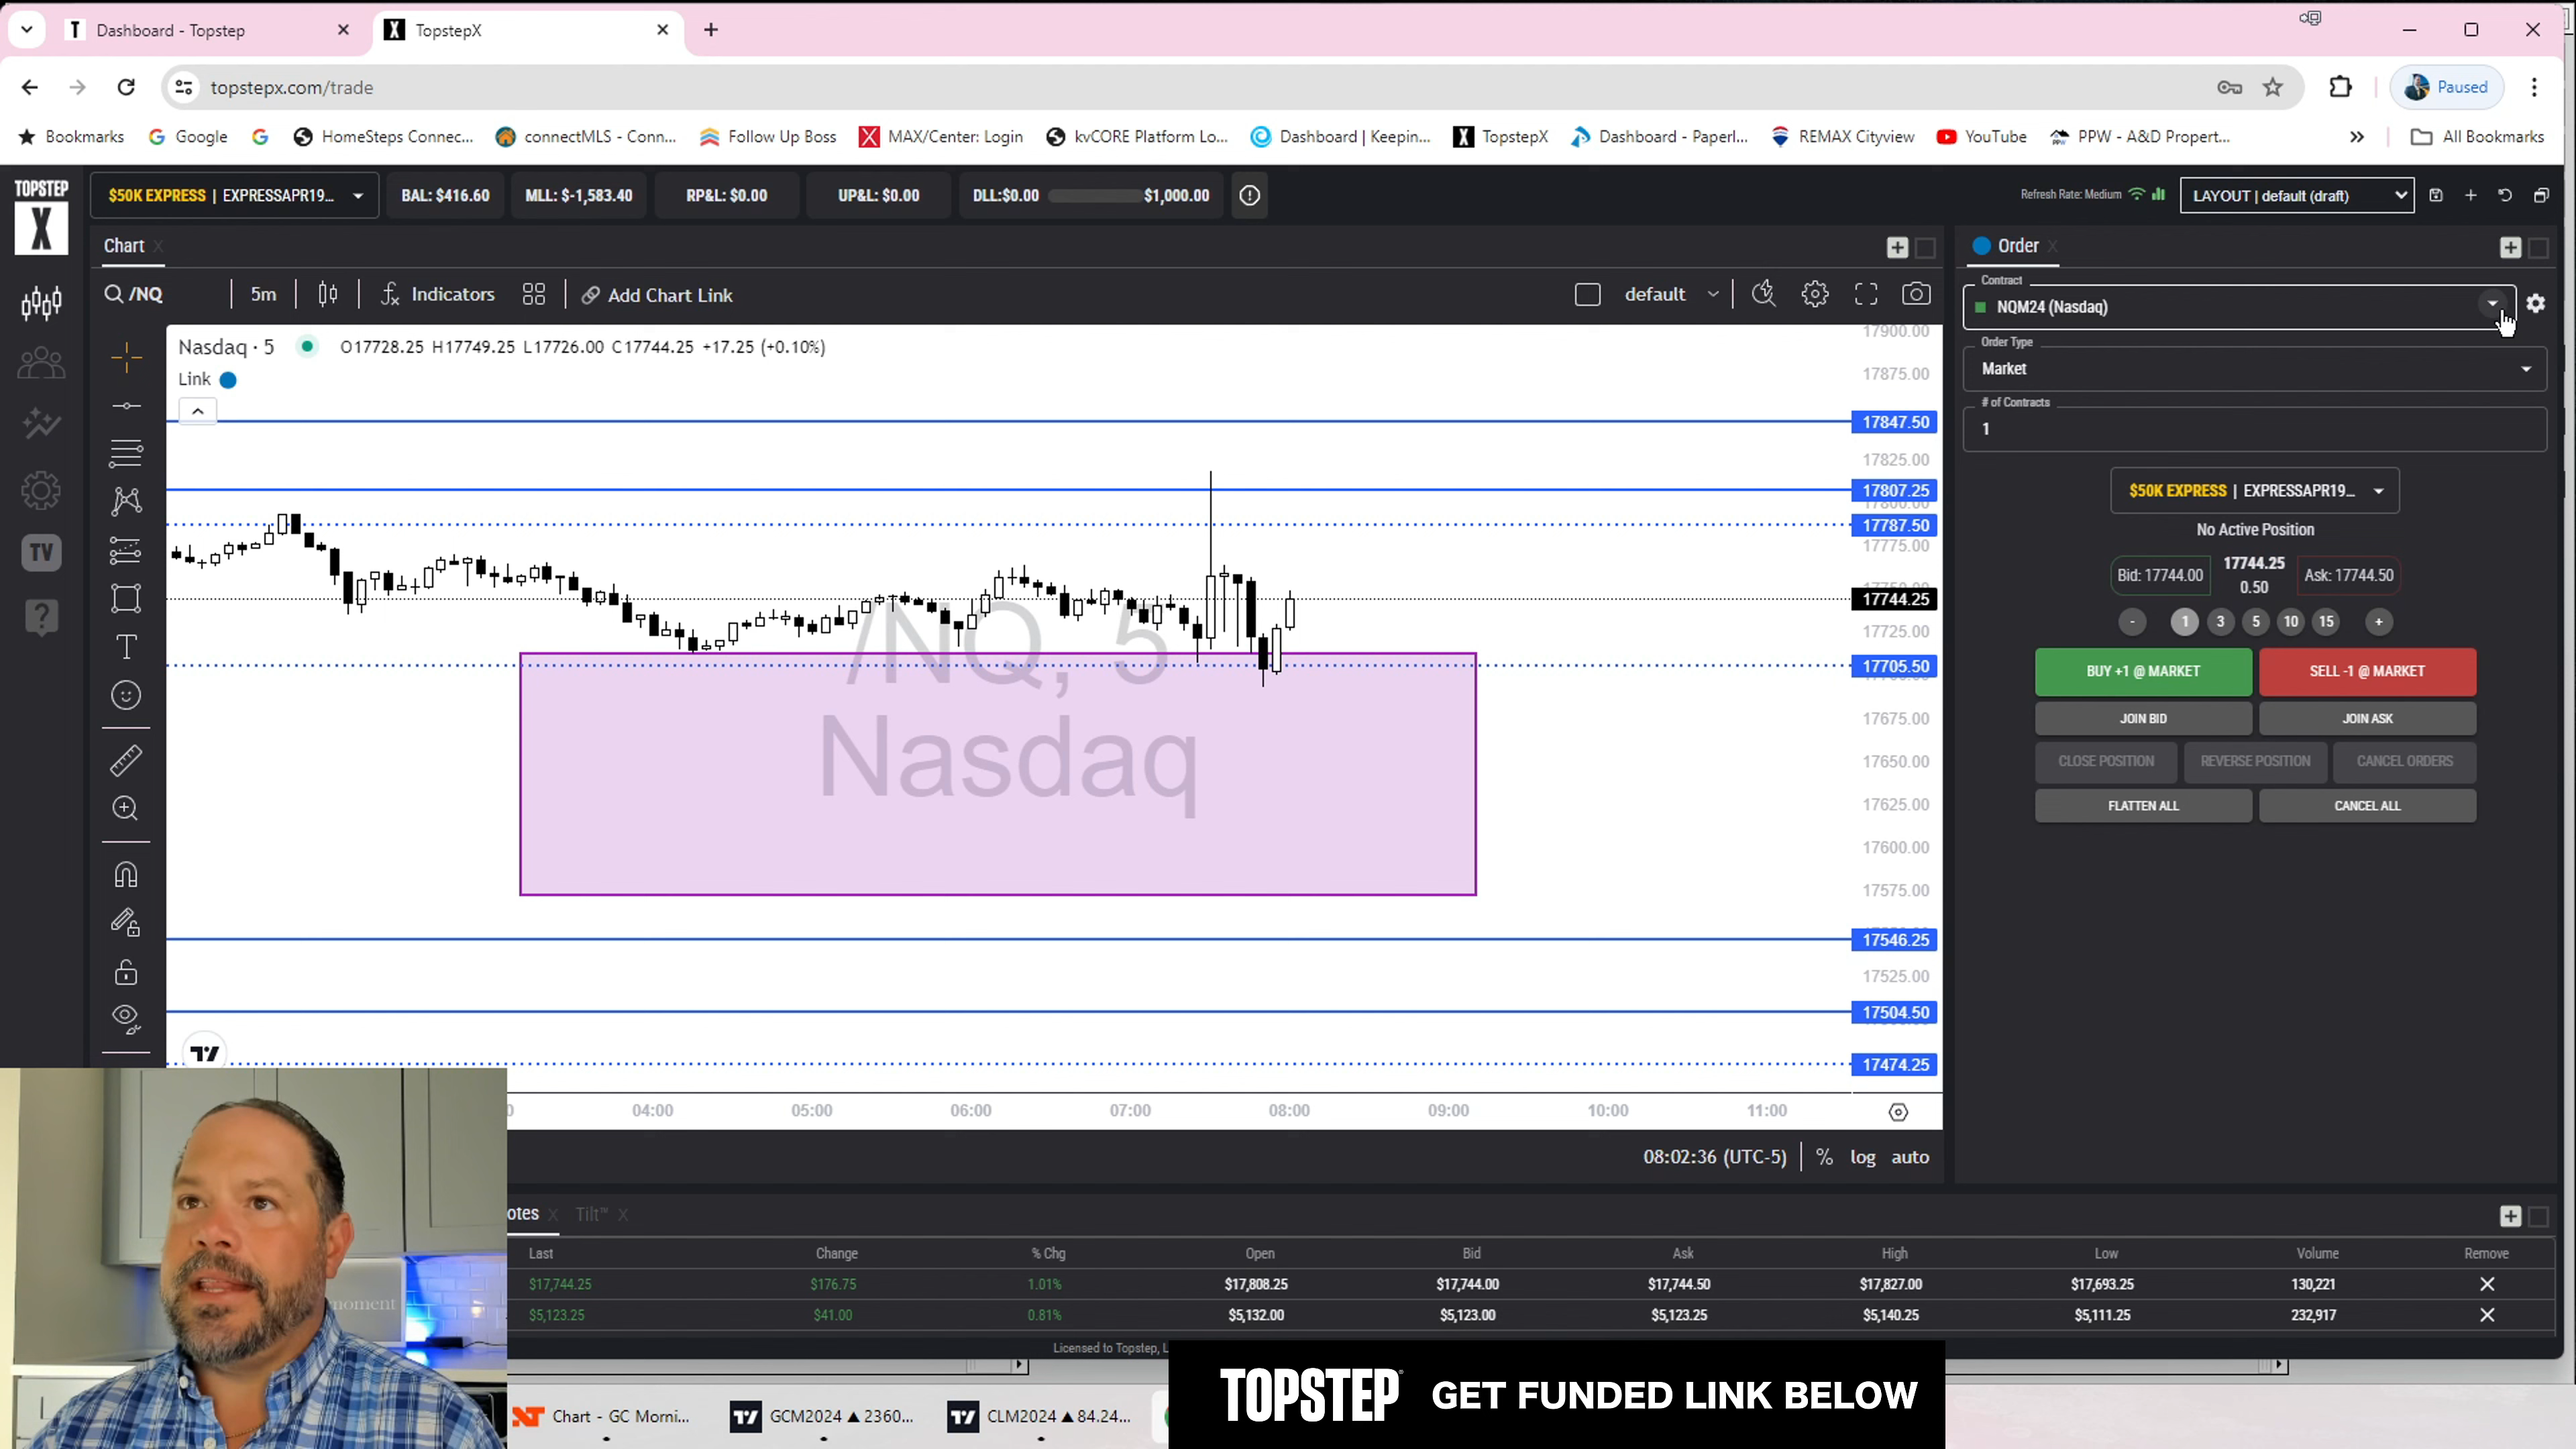 Dashboard - Topstep
TopstepX
topstepx.com/trade
Paused
Bookmarks
Google
HomeSteps Connec...
connectMLS - Conn...
Follow Up Boss
MAX/Center: Login
kvCORE Platform Lo...
Dashboard | Keepin...
TopstepX
Dashboard - Paperl...
REMAX Cityview
YouTube
PPW - A&D Propert...
All Bookmarks
TOPSTEP X
$50K EXPRESS | EXPRESSAPR19...
BAL: $416.60
MLL: $-1,583.40
RP&L: $0.00
UP&L: $0.00
DLL:$0.00 $1,000.00
Refresh Rate: Medium
LAYOUT | default (draft)
Chart
/NQ
5m
Indicators
Add Chart Link
default
Nasdaq · 5 O17728.25 H17749.25 L17726.00 C17744.25 +17.25 (+0.10%)
Link
/NQ, 5
Nasdaq
17900.00
17875.00
17847.50
17825.00
17807.25
17787.50
17775.00
17744.25
17725.00
17705.50
17675.00
17650.00
17625.00
17600.00
17575.00
17546.25
17525.00
17504.50
17474.25
04:00 05:00 06:00 07:00 08:00 09:00 10:00 11:00
08:02:36 (UTC-5) % log auto
TV
Order
Contract
NQM24 (Nasdaq)
Order Type
Market
# of Contracts
1
$50K EXPRESS | EXPRESSAPR19...
No Active Position
Bid: 17744.00
17744.25
0.50
Ask: 17744.50
- 1 3 5 10 15 +
BUY +1 @ MARKET
SELL -1 @ MARKET
JOIN BID
JOIN ASK
CLOSE POSITION
REVERSE POSITION
CANCEL ORDERS
FLATTEN ALL
CANCEL ALL
otes
Tilt™
Last Change % Chg Open Bid Ask High Low Volume Remove
$17,744.25 $176.75 1.01% $17,808.25 $17,744.00 $17,744.50 $17,827.00 $17,693.25 130,221
$5,123.25 $41.00 0.81% $5,132.00 $5,123.00 $5,123.25 $5,140.25 $5,111.25 232,917
Licensed to Topstep, L
moment
Chart - GC Morni...
GCM2024 ▲ 2360...
CLM2024 ▲ 84.24...
TOPSTEP GET FUNDED LINK BELOW